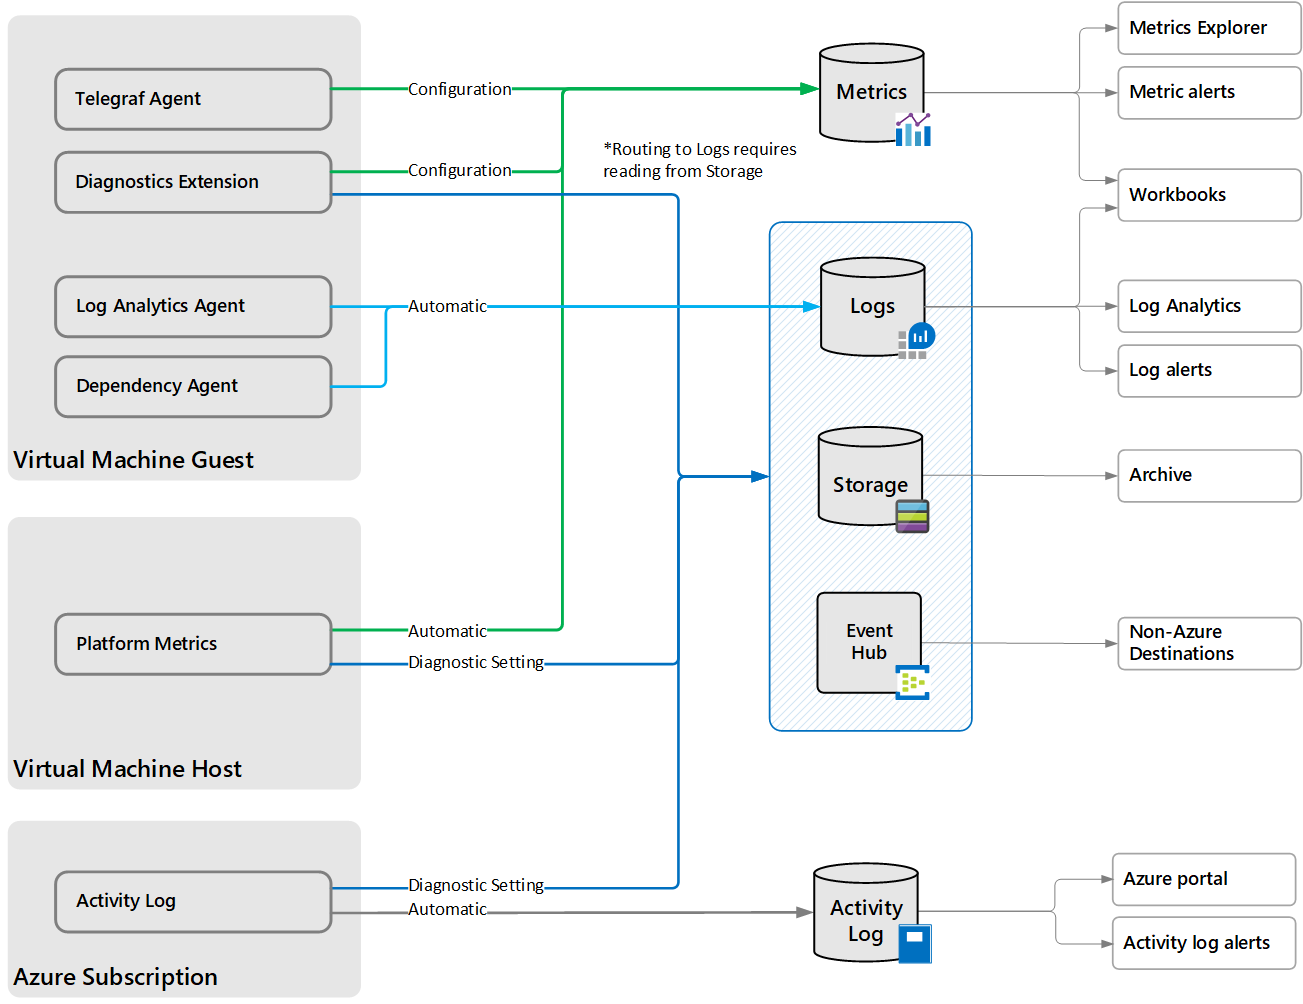 Telegraf Agent
Configuration
Diagnostics Extension
Configuration
Log Analytics Agent
Automatic
Dependency Agent
Virtual Machine Guest
Platform Metrics
Automatic
Diagnostic Setting
Virtual Machine Host
Activity Log
Diagnostic Setting
Automatic
Azure Subscription
*Routing to Logs requires
reading from Storage
Metrics
Logs
Storage
Event
Hub
Activity
Log
Metrics Explorer
Metric alerts
Workbooks
Log Analytics
Log alerts
Archive
Non-Azure
Destinations
Azure portal
Activity log alerts